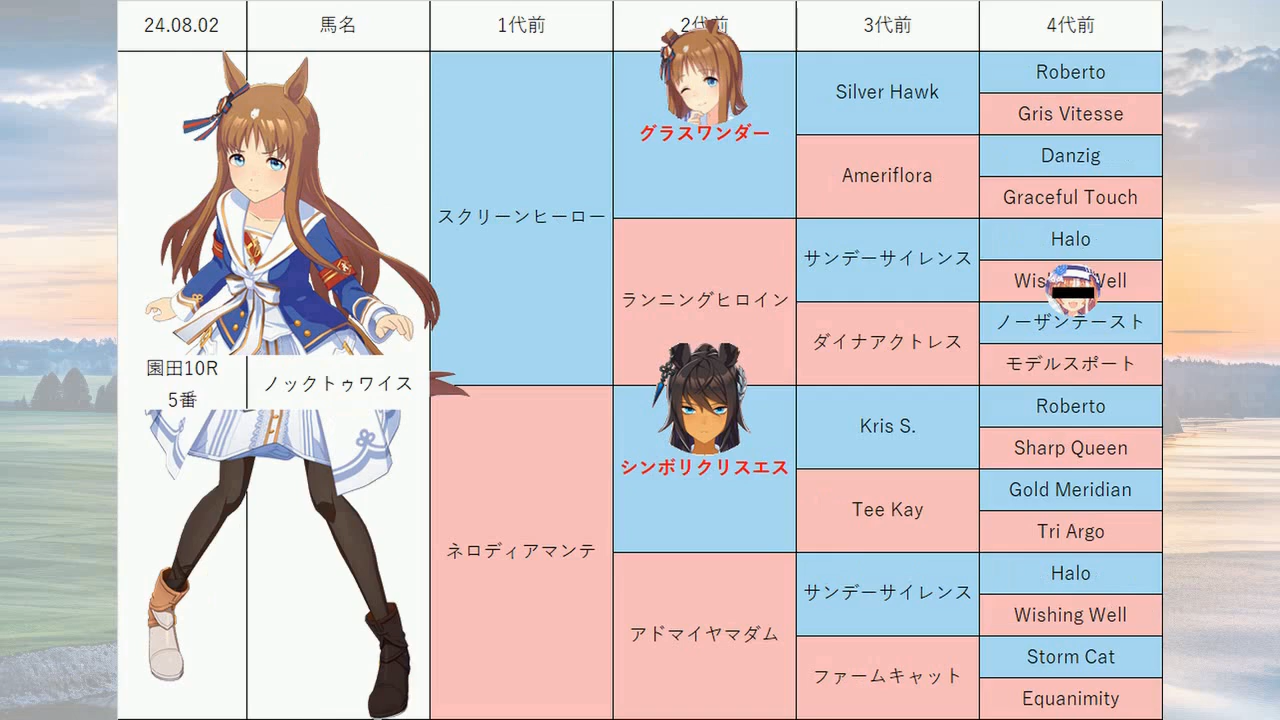 24.08.02
馬名
1代前
2代前
3代前
4代前
園田10R
5番
ノックトゥワイス
スクリーンヒーロー
ネロディアマンテ
グラスワンダー
ランニングヒロイン
シンボリクリスエス
アドマイヤマダム
Silver Hawk
Ameriflora
サンデーサイレンス
ダイナアクトレス
Kris S.
Tee Kay
サンデーサイレンス
ファームキャット
Roberto
Gris Vitesse
Danzig
Graceful Touch
Halo
Wishing Well
ノーザンテースト
モデルスポート
Roberto
Sharp Queen
Gold Meridian
Tri Argo
Halo
Wishing Well
Storm Cat
Equanimity